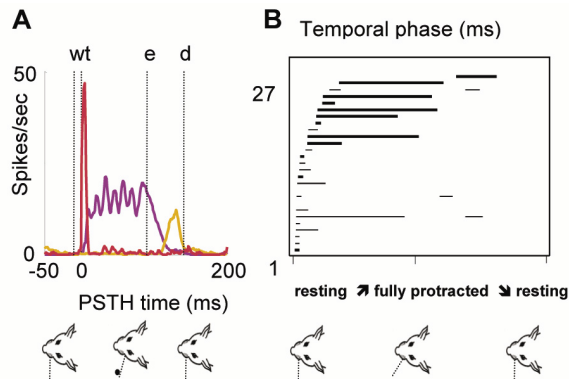 A
wt e d
50
Spikes/sec
0
-50 0 200
PSTH time (ms)
B
Temporal phase (ms)
27
1
resting ↗ fully protracted ↘ resting